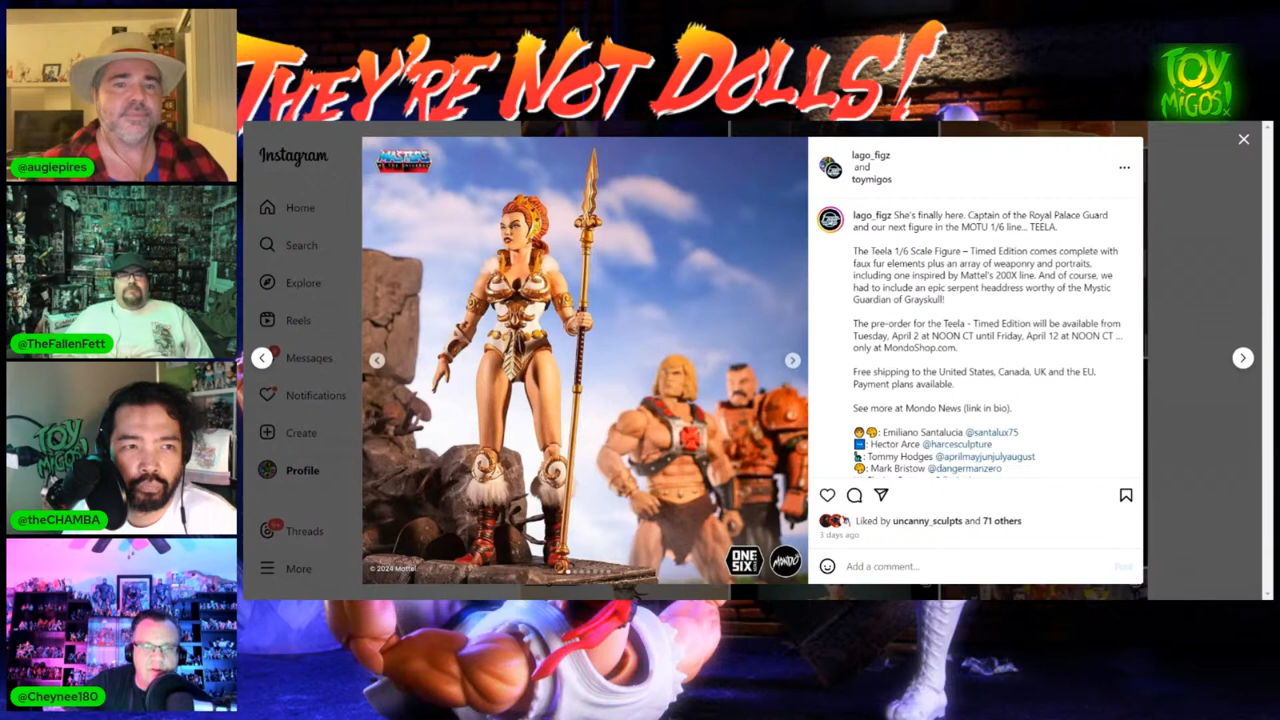 THEY'RE NOT DOLLS!
TOY
MIGOS!
@augiepires
@TheFallenFett
TOY
MIGOS
@theCHAMBA
@Cheynee180
Instagram
Home
Search
Explore
Reels
Messages
Notifications
Create
Profile
Threads
More
MASTERS
OF THE UNIVERSE
© 2024 Mattel.
ONE
SIX
MONDO
lago_figz
and
toymigos
lago_figz She's finally here. Captain of the Royal Palace Guard
and our next figure in the MOTU 1/6 line... TEELA.
The Teela 1/6 Scale Figure – Timed Edition comes complete with
faux fur elements plus an array of weaponry and portraits,
including one inspired by Mattel's 200X line. And of course, we
had to include an epic serpent headdress worthy of the Mystic
Guardian of Grayskull!
The pre-order for the Teela - Timed Edition will be available from
Tuesday, April 2 at NOON CT until Friday, April 12 at NOON CT ...
only at MondoShop.com.
Free shipping to the United States, Canada, UK and the EU.
Payment plans available.
See more at Mondo News (link in bio).
: Emiliano Santalucia @santalux75
: Hector Arce @harcesculpture
: Tommy Hodges @aprilmayjunjulyaugust
: Mark Bristow @dangermanzero
Liked by uncanny_sculpts and 71 others
3 days ago
Add a comment...
Post